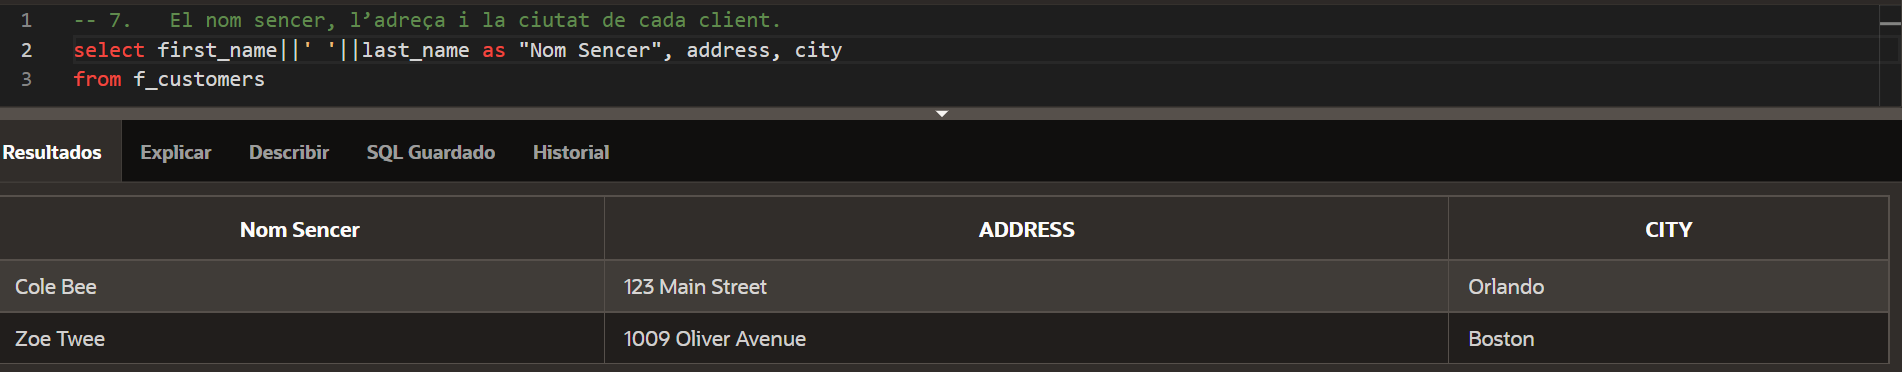 1 -- 7.   El nom sencer, l’adreça i la ciutat de cada client.
2 select first_name||' '||last_name as "Nom Sencer", address, city
3 from f_customers
Resultados Explicar Describir SQL Guardado Historial
Nom Sencer ADDRESS CITY
Cole Bee 123 Main Street Orlando
Zoe Twee 1009 Oliver Avenue Boston